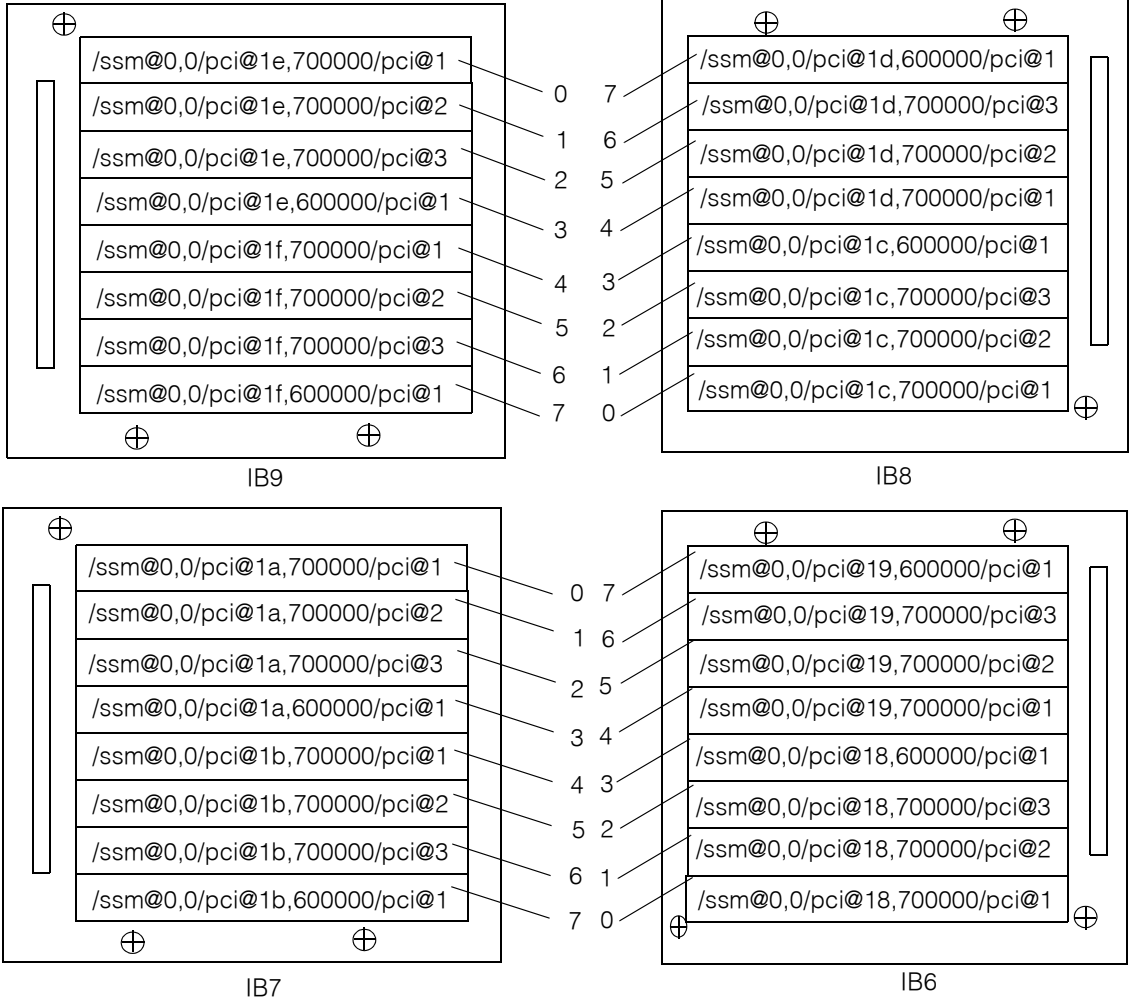 /ssm@0,0/pci@1e,700000/pci@1
/ssm@0,0/pci@1e,700000/pci@2
/ssm@0,0/pci@1e,700000/pci@3
/ssm@0,0/pci@1e,600000/pci@1
/ssm@0,0/pci@1f,700000/pci@1
/ssm@0,0/pci@1f,700000/pci@2
/ssm@0,0/pci@1f,700000/pci@3
/ssm@0,0/pci@1f,600000/pci@1
0
1
2
3
4
5
6
7
IB9
7
6
5
4
3
2
1
0
/ssm@0,0/pci@1d,600000/pci@1
/ssm@0,0/pci@1d,700000/pci@3
/ssm@0,0/pci@1d,700000/pci@2
/ssm@0,0/pci@1d,700000/pci@1
/ssm@0,0/pci@1c,600000/pci@1
/ssm@0,0/pci@1c,700000/pci@3
/ssm@0,0/pci@1c,700000/pci@2
/ssm@0,0/pci@1c,700000/pci@1
IB8
/ssm@0,0/pci@1a,700000/pci@1
/ssm@0,0/pci@1a,700000/pci@2
/ssm@0,0/pci@1a,700000/pci@3
/ssm@0,0/pci@1a,600000/pci@1
/ssm@0,0/pci@1b,700000/pci@1
/ssm@0,0/pci@1b,700000/pci@2
/ssm@0,0/pci@1b,700000/pci@3
/ssm@0,0/pci@1b,600000/pci@1
0
1
2
3
4
5
6
7
IB7
7
6
5
4
3
2
1
0
/ssm@0,0/pci@19,600000/pci@1
/ssm@0,0/pci@19,700000/pci@3
/ssm@0,0/pci@19,700000/pci@2
/ssm@0,0/pci@19,700000/pci@1
/ssm@0,0/pci@18,600000/pci@1
/ssm@0,0/pci@18,700000/pci@3
/ssm@0,0/pci@18,700000/pci@2
/ssm@0,0/pci@18,700000/pci@1
IB6